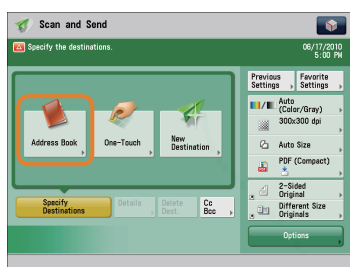 Scan and Send
Specify the destinations.
06/17/2010
5:00 PM
Previous Settings
Favorite Settings
Auto (Color/Gray)
300x300 dpi
Auto Size
PDF (Compact)
2-Sided Original
Different Size Originals
Options
Address Book
One-Touch
New Destination
Specify Destinations
Details
Delete Dest.
Cc Bcc